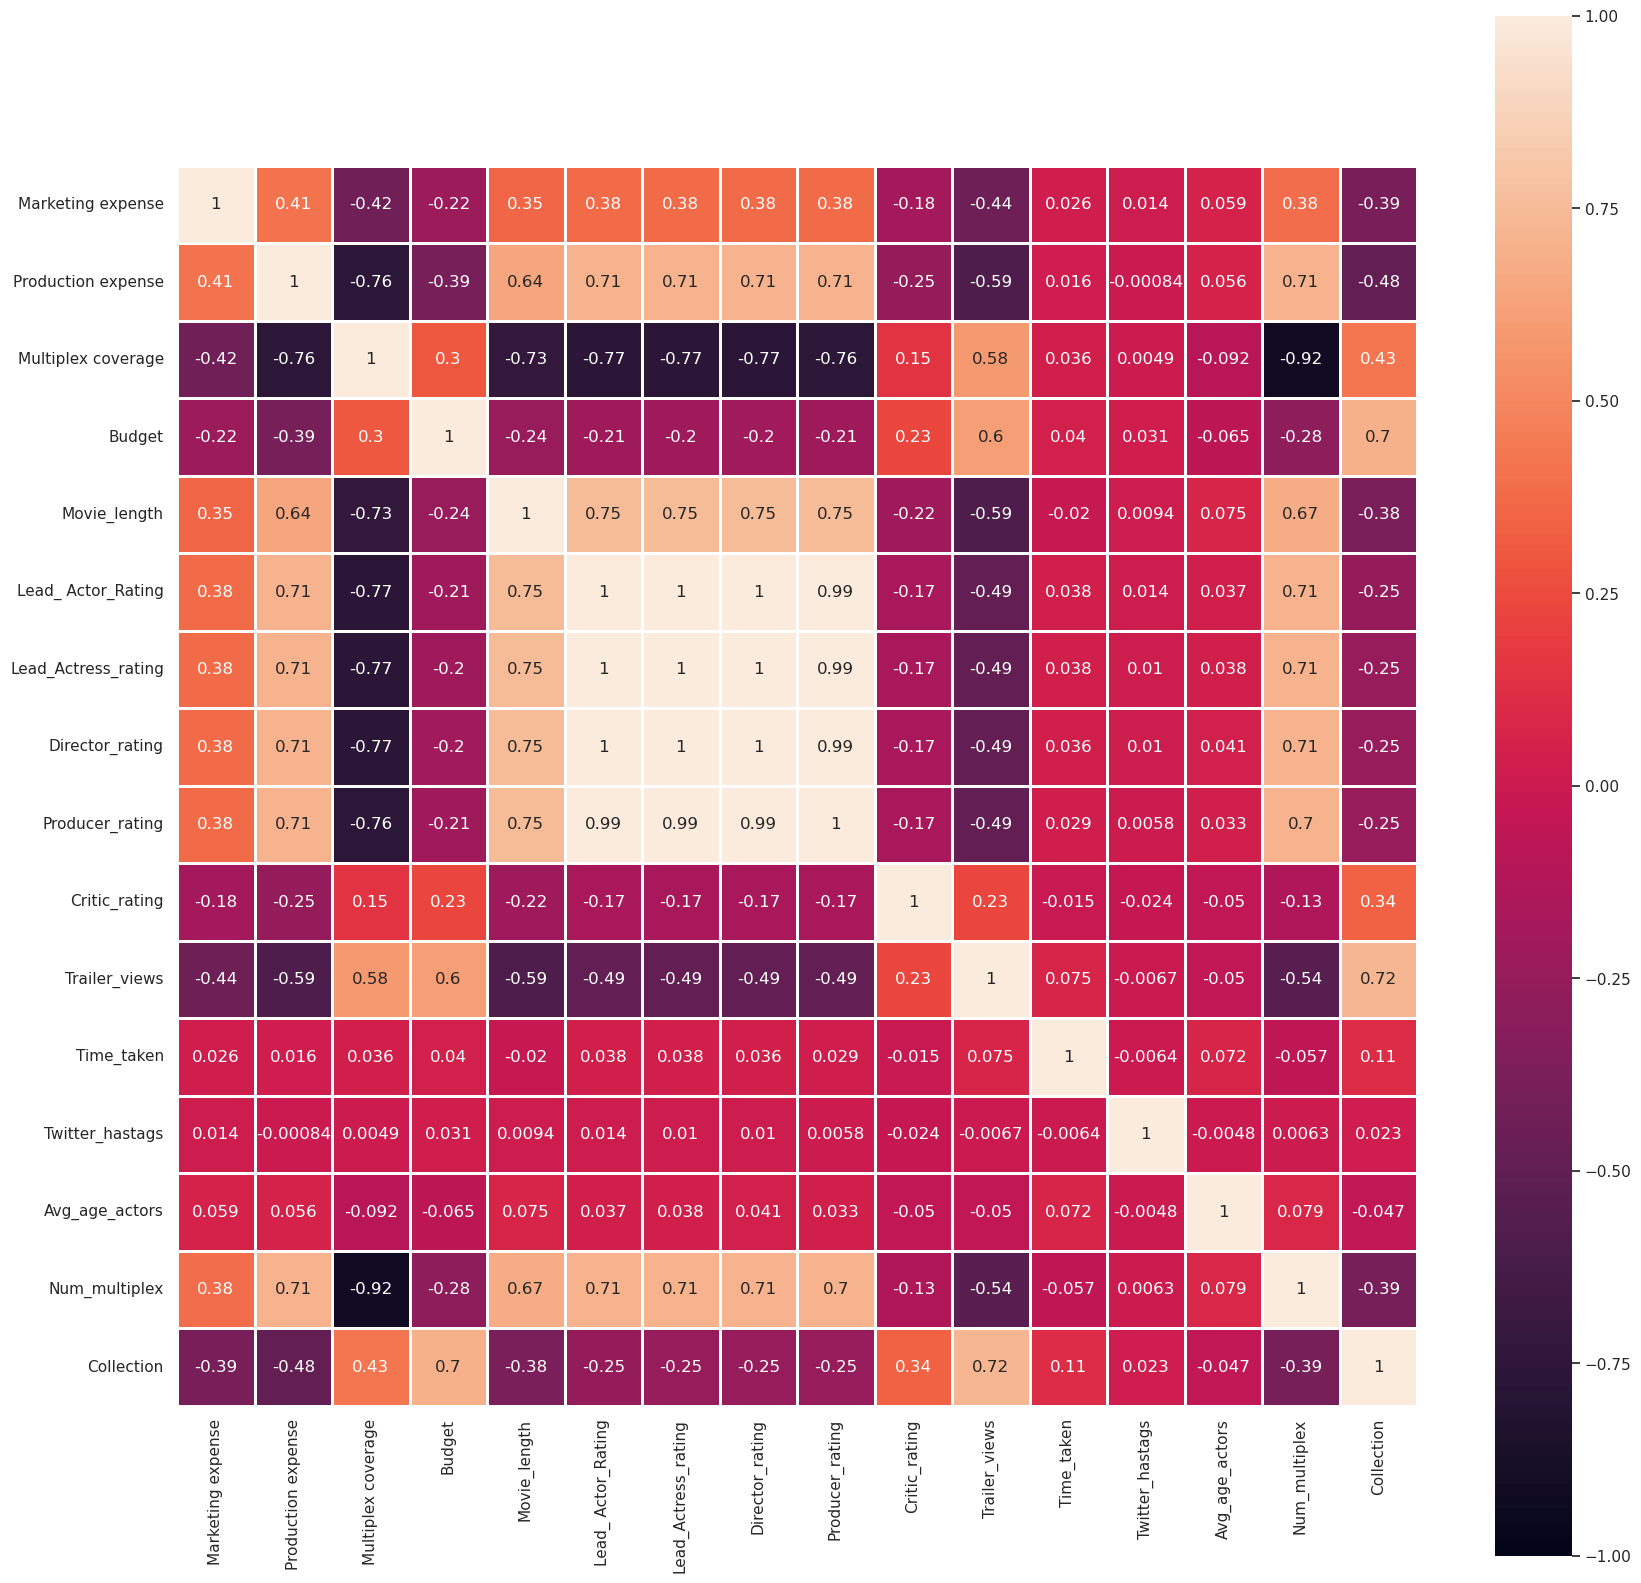 1.00
Marketing expense 1 0.41 -0.42 -0.22 0.35 0.38 0.38 0.38 0.38 -0.18 -0.44 0.026 0.014 0.059 0.38 -0.39
0.75
Production expense 0.41 1 -0.76 -0.39 0.64 0.71 0.71 0.71 0.71 -0.25 -0.59 0.016 -0.00084 0.056 0.71 -0.48
Multiplex coverage -0.42 -0.76 1 0.3 -0.73 -0.77 -0.77 -0.77 -0.76 0.15 0.58 0.036 0.0049 -0.092 -0.92 0.43
0.50
Budget -0.22 -0.39 0.3 1 -0.24 -0.21 -0.2 -0.2 -0.21 0.23 0.6 0.04 0.031 -0.065 -0.28 0.7
Movie_length 0.35 0.64 -0.73 -0.24 1 0.75 0.75 0.75 0.75 -0.22 -0.59 -0.02 0.0094 0.075 0.67 -0.38
Lead_ Actor_Rating 0.38 0.71 -0.77 -0.21 0.75 1 1 1 0.99 -0.17 -0.49 0.038 0.014 0.037 0.71 -0.25
0.25
Lead_Actress_rating 0.38 0.71 -0.77 -0.2 0.75 1 1 1 0.99 -0.17 -0.49 0.038 0.01 0.038 0.71 -0.25
Director_rating 0.38 0.71 -0.77 -0.2 0.75 1 1 1 0.99 -0.17 -0.49 0.036 0.01 0.041 0.71 -0.25
0.00
Producer_rating 0.38 0.71 -0.76 -0.21 0.75 0.99 0.99 0.99 1 -0.17 -0.49 0.029 0.0058 0.033 0.7 -0.25
Critic_rating -0.18 -0.25 0.15 0.23 -0.22 -0.17 -0.17 -0.17 -0.17 1 0.23 -0.015 -0.024 -0.05 -0.13 0.34
Trailer_views -0.44 -0.59 0.58 0.6 -0.59 -0.49 -0.49 -0.49 -0.49 0.23 1 0.075 -0.0067 -0.05 -0.54 0.72
−0.25
Time_taken 0.026 0.016 0.036 0.04 -0.02 0.038 0.038 0.036 0.029 -0.015 0.075 1 -0.0064 0.072 -0.057 0.11
Twitter_hastags 0.014 -0.00084 0.0049 0.031 0.0094 0.014 0.01 0.01 0.0058 -0.024 -0.0067 -0.0064 1 -0.0048 0.0063 0.023
−0.50
Avg_age_actors 0.059 0.056 -0.092 -0.065 0.075 0.037 0.038 0.041 0.033 -0.05 -0.05 0.072 -0.0048 1 0.079 -0.047
Num_multiplex 0.38 0.71 -0.92 -0.28 0.67 0.71 0.71 0.71 0.7 -0.13 -0.54 -0.057 0.0063 0.079 1 -0.39
−0.75
Collection -0.39 -0.48 0.43 0.7 -0.38 -0.25 -0.25 -0.25 -0.25 0.34 0.72 0.11 0.023 -0.047 -0.39 1
Marketing expense
Production expense
Multiplex coverage
Budget
Movie_length
Lead_ Actor_Rating
Lead_Actress_rating
Director_rating
Producer_rating
Critic_rating
Trailer_views
Time_taken
Twitter_hastags
Avg_age_actors
Num_multiplex
Collection
−1.00